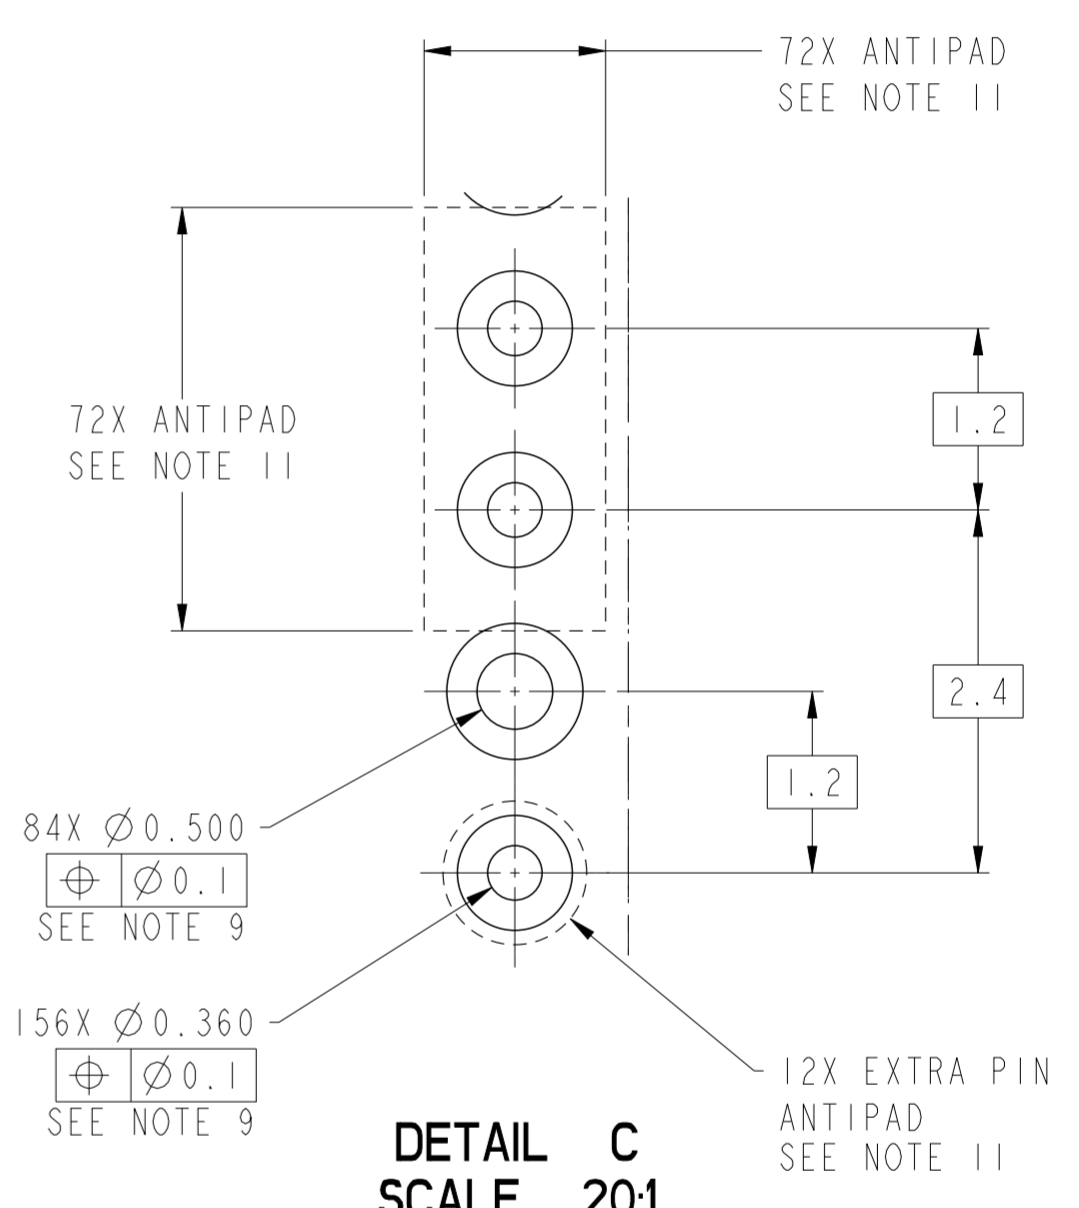 72X ANTIPAD
SEE NOTE 11
72X ANTIPAD
SEE NOTE 11
1.2
2.4
1.2
84X Ø0.500
⌖ Ø0.1
SEE NOTE 9
156X Ø0.360
⌖ Ø0.1
SEE NOTE 9
12X EXTRA PIN
ANTIPAD
SEE NOTE 11
DETAIL C
SCALE 20:1